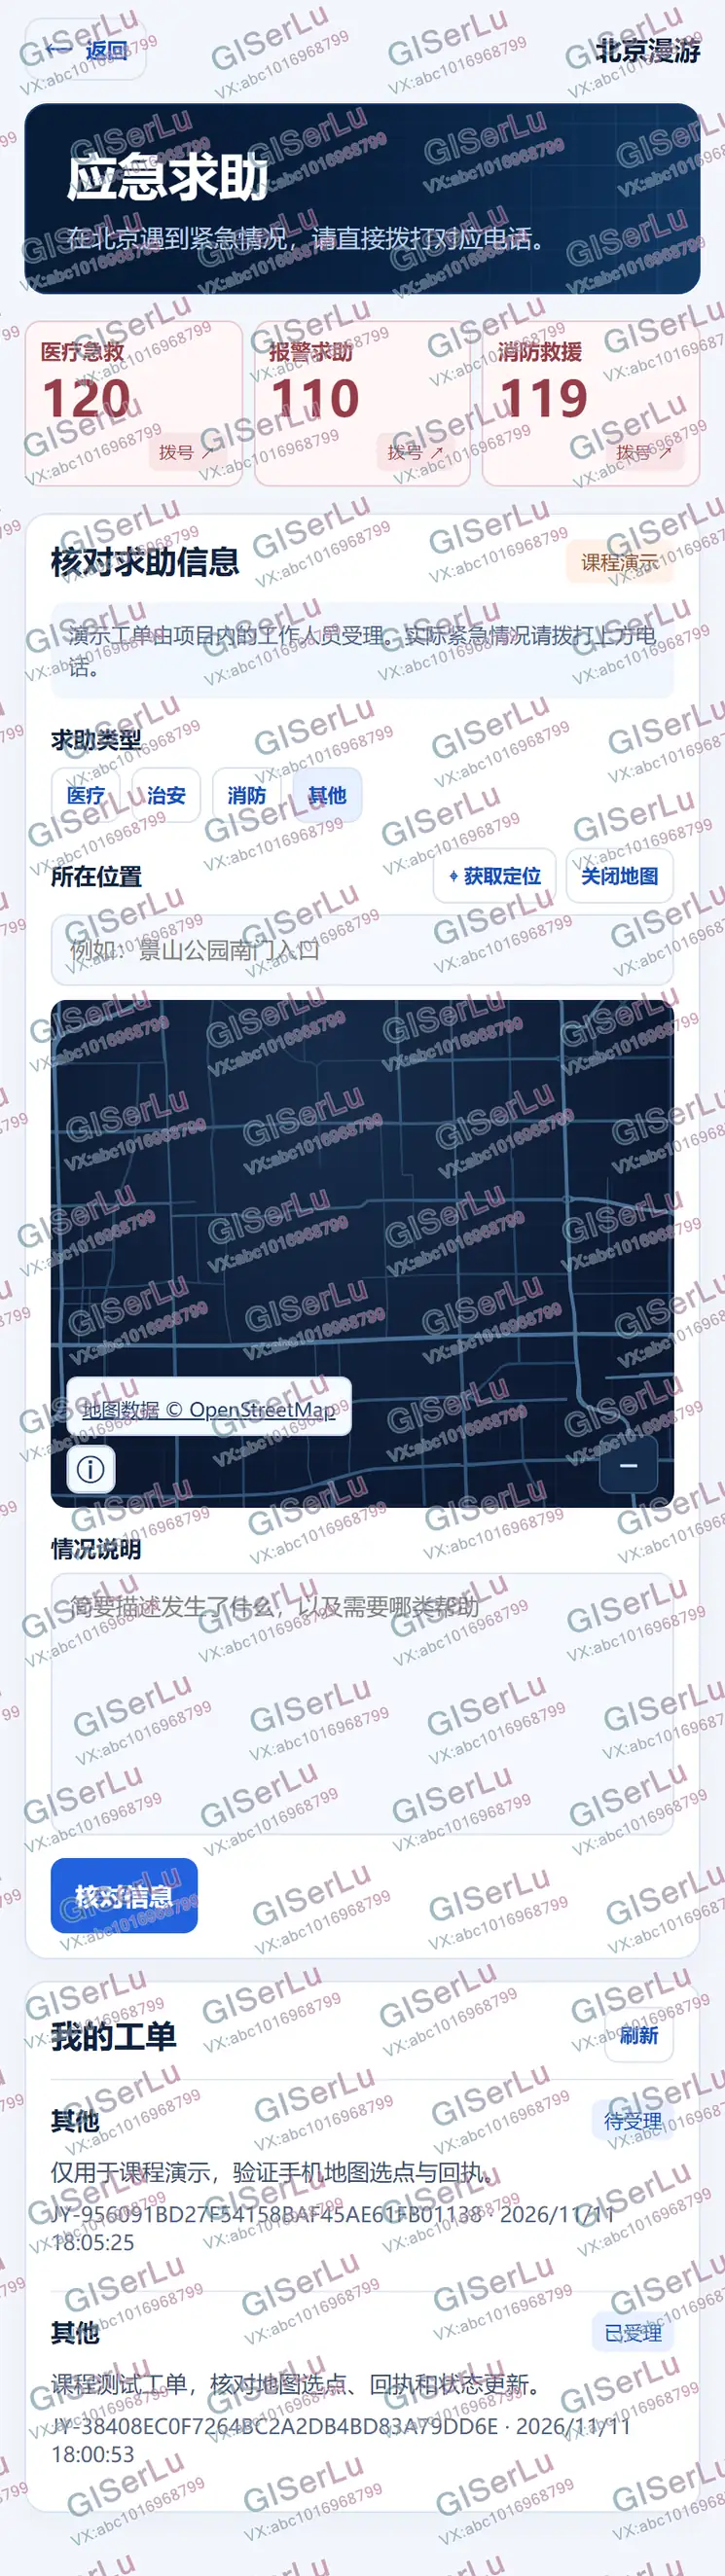 ← 返回
北京漫游
应急求助
在北京遇到紧急情况，请直接拨打对应电话。
医疗急救
120
拨号 ↗
报警求助
110
拨号 ↗
消防救援
119
拨号 ↗
核对求助信息
课程演示
演示工单由项目内的工作人员受理。实际紧急情况请拨打上方电
话。
求助类型
医疗
治安
消防
其他
所在位置
⌖ 获取定位
关闭地图
例如：景山公园南门入口
地图数据 © OpenStreetMap
ⓘ
−
情况说明
简要描述发生了什么，以及需要哪类帮助
核对信息
我的工单
刷新
其他
待受理
仅用于课程演示，验证手机地图选点与回执。
JY-956091BD27F54158BAF45AE61FB01138 · 2026/11/11
18:05:25
其他
已受理
课程测试工单，核对地图选点、回执和状态更新。
JY-38408EC0F7264BC2A2DB4BD83A79DD6E · 2026/11/11
18:00:53
GISerLu
VX:abc1016968799